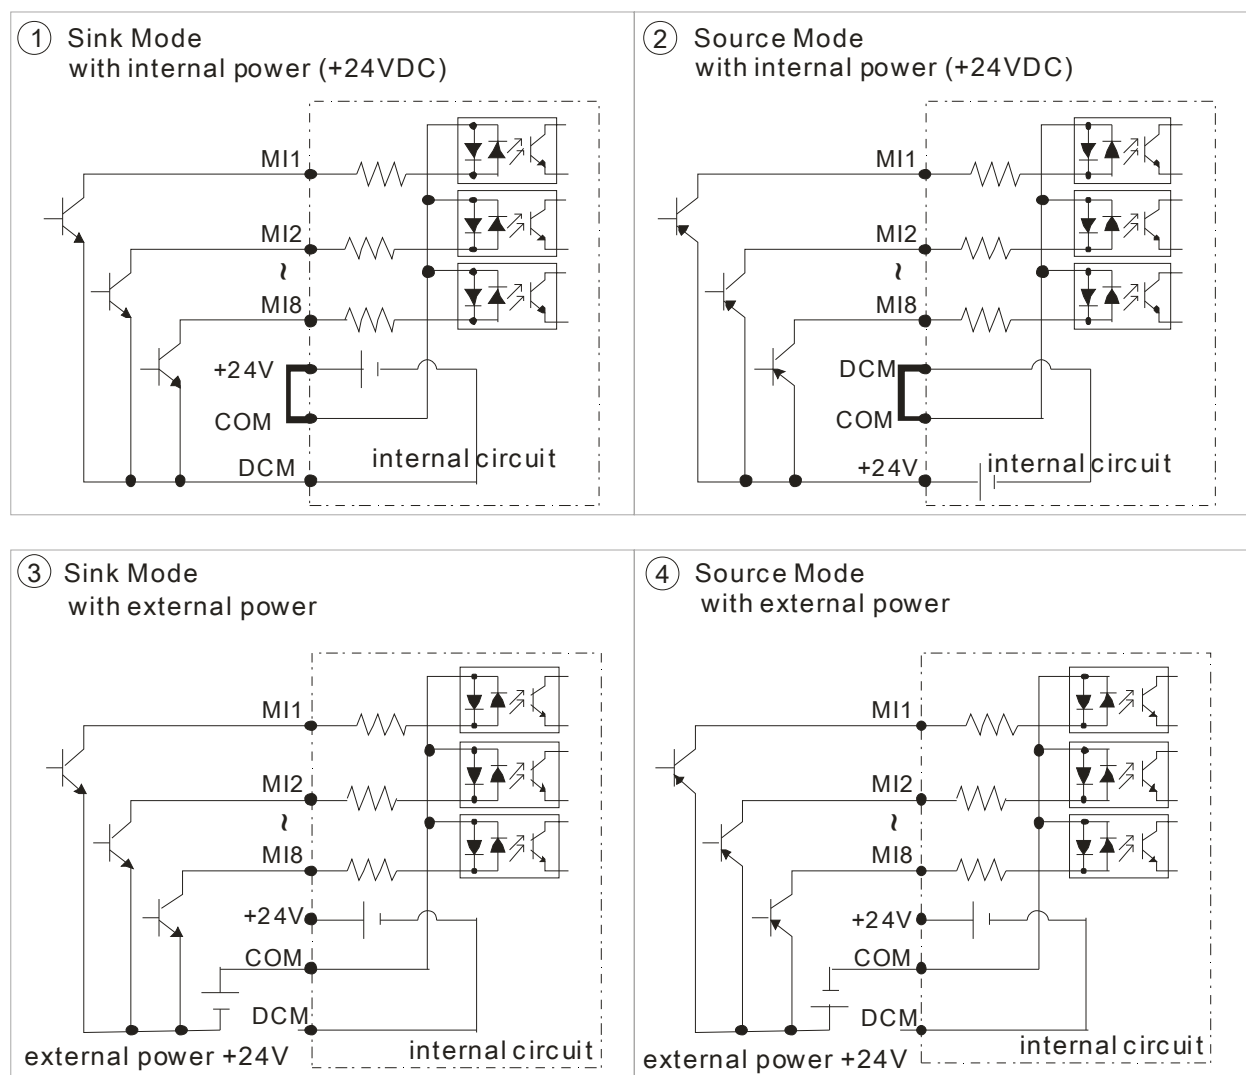 1 Sink Mode
with internal power (+24VDC)
MI1
MI2
~
MI8
+24V
COM
DCM
internal circuit
2 Source Mode
with internal power (+24VDC)
MI1
MI2
~
MI8
DCM
COM
+24V
internal circuit
3 Sink Mode
with external power
MI1
MI2
~
MI8
+24V
COM
DCM
external power +24V
internal circuit
4 Source Mode
with external power
MI1
MI2
~
MI8
+24V
COM
DCM
external power +24V
internal circuit